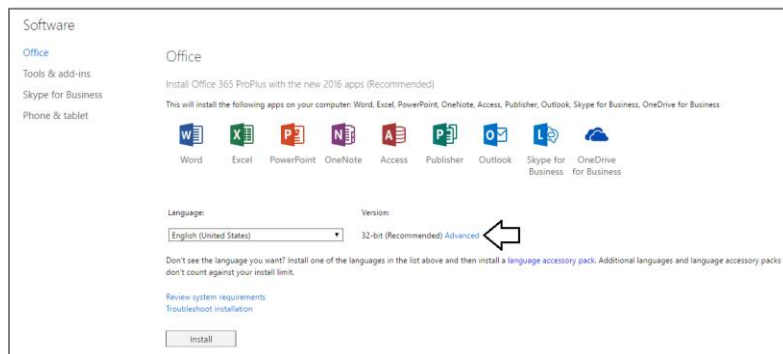 Software
Office
Tools & add-ins
Skype for Business
Phone & tablet
Office
Install Office 365 ProPlus with the new 2016 apps (Recommended)
This will install the following apps on your computer: Word, Excel, PowerPoint, OneNote, Access, Publisher, Outlook, Skype for Business, OneDrive for Business
Word Excel PowerPoint OneNote Access Publisher Outlook Skype for Business OneDrive for Business
Language: Version:
English (United States) 32-bit (Recommended) Advanced
Don't see the language you want? Install one of the languages in the list above and then install a language accessory pack. Additional languages and language accessory packs
don't count against your install limit.
Review system requirements
Troubleshoot installation
Install